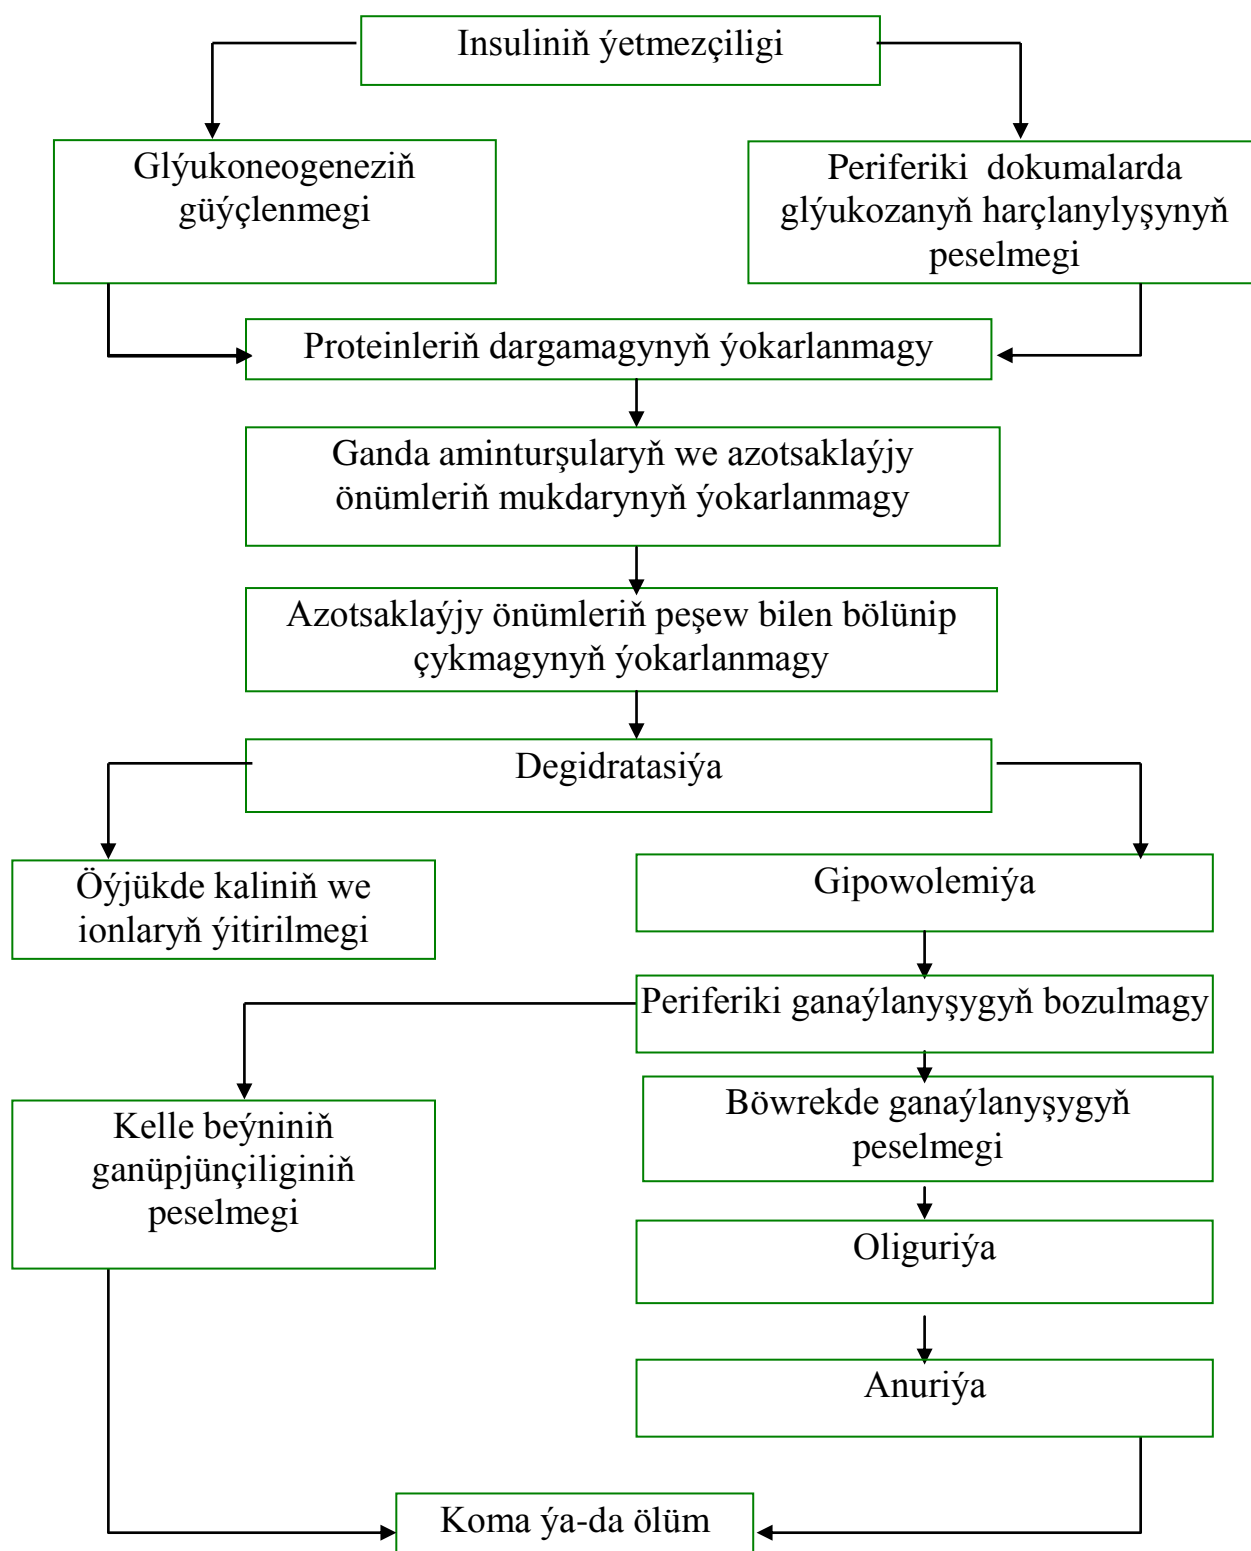 Insuliniň ýetmezçiligi
Glýukoneogeneziň
güýçlenmegi
Periferiki dokumalarda
glýukozanyň harçlanylyşynyň
peselmegi
Proteinleriň dargamagynyň ýokarlanmagy
Ganda aminturşularyň we azotsaklaýjy
önümleriň mukdarynyň ýokarlanmagy
Azotsaklaýjy önümleriň peşew bilen bölünip
çykmagynyň ýokarlanmagy
Degidratasiýa
Öýjükde kaliniň we
ionlaryň ýitirilmegi
Gipowolemiýa
Periferiki ganaýlanyşygyň bozulmagy
Kelle beýniniň
ganüpjünçiliginiň
peselmegi
Böwrekde ganaýlanyşygyň
peselmegi
Oliguriýa
Anuriýa
Koma ýa-da ölüm